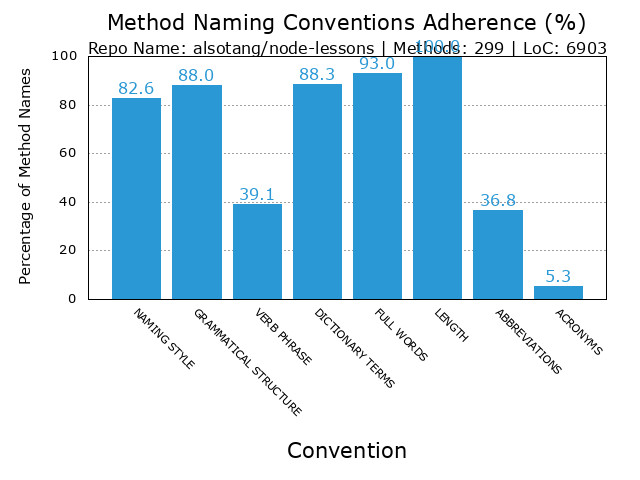 Method Naming Conventions Adherence (%)
Repo Name: alsotang/node-lessons | Methods: 299 | LoC: 6903
Percentage of Method Names
100
80
60
40
20
0
82.6
88.0
39.1
88.3
93.0
100.0
36.8
5.3
NAMING STYLE
GRAMMATICAL STRUCTURE
VERB PHRASE
DICTIONARY TERMS
FULL WORDS
LENGTH
ABBREVIATIONS
ACRONYMS
Convention